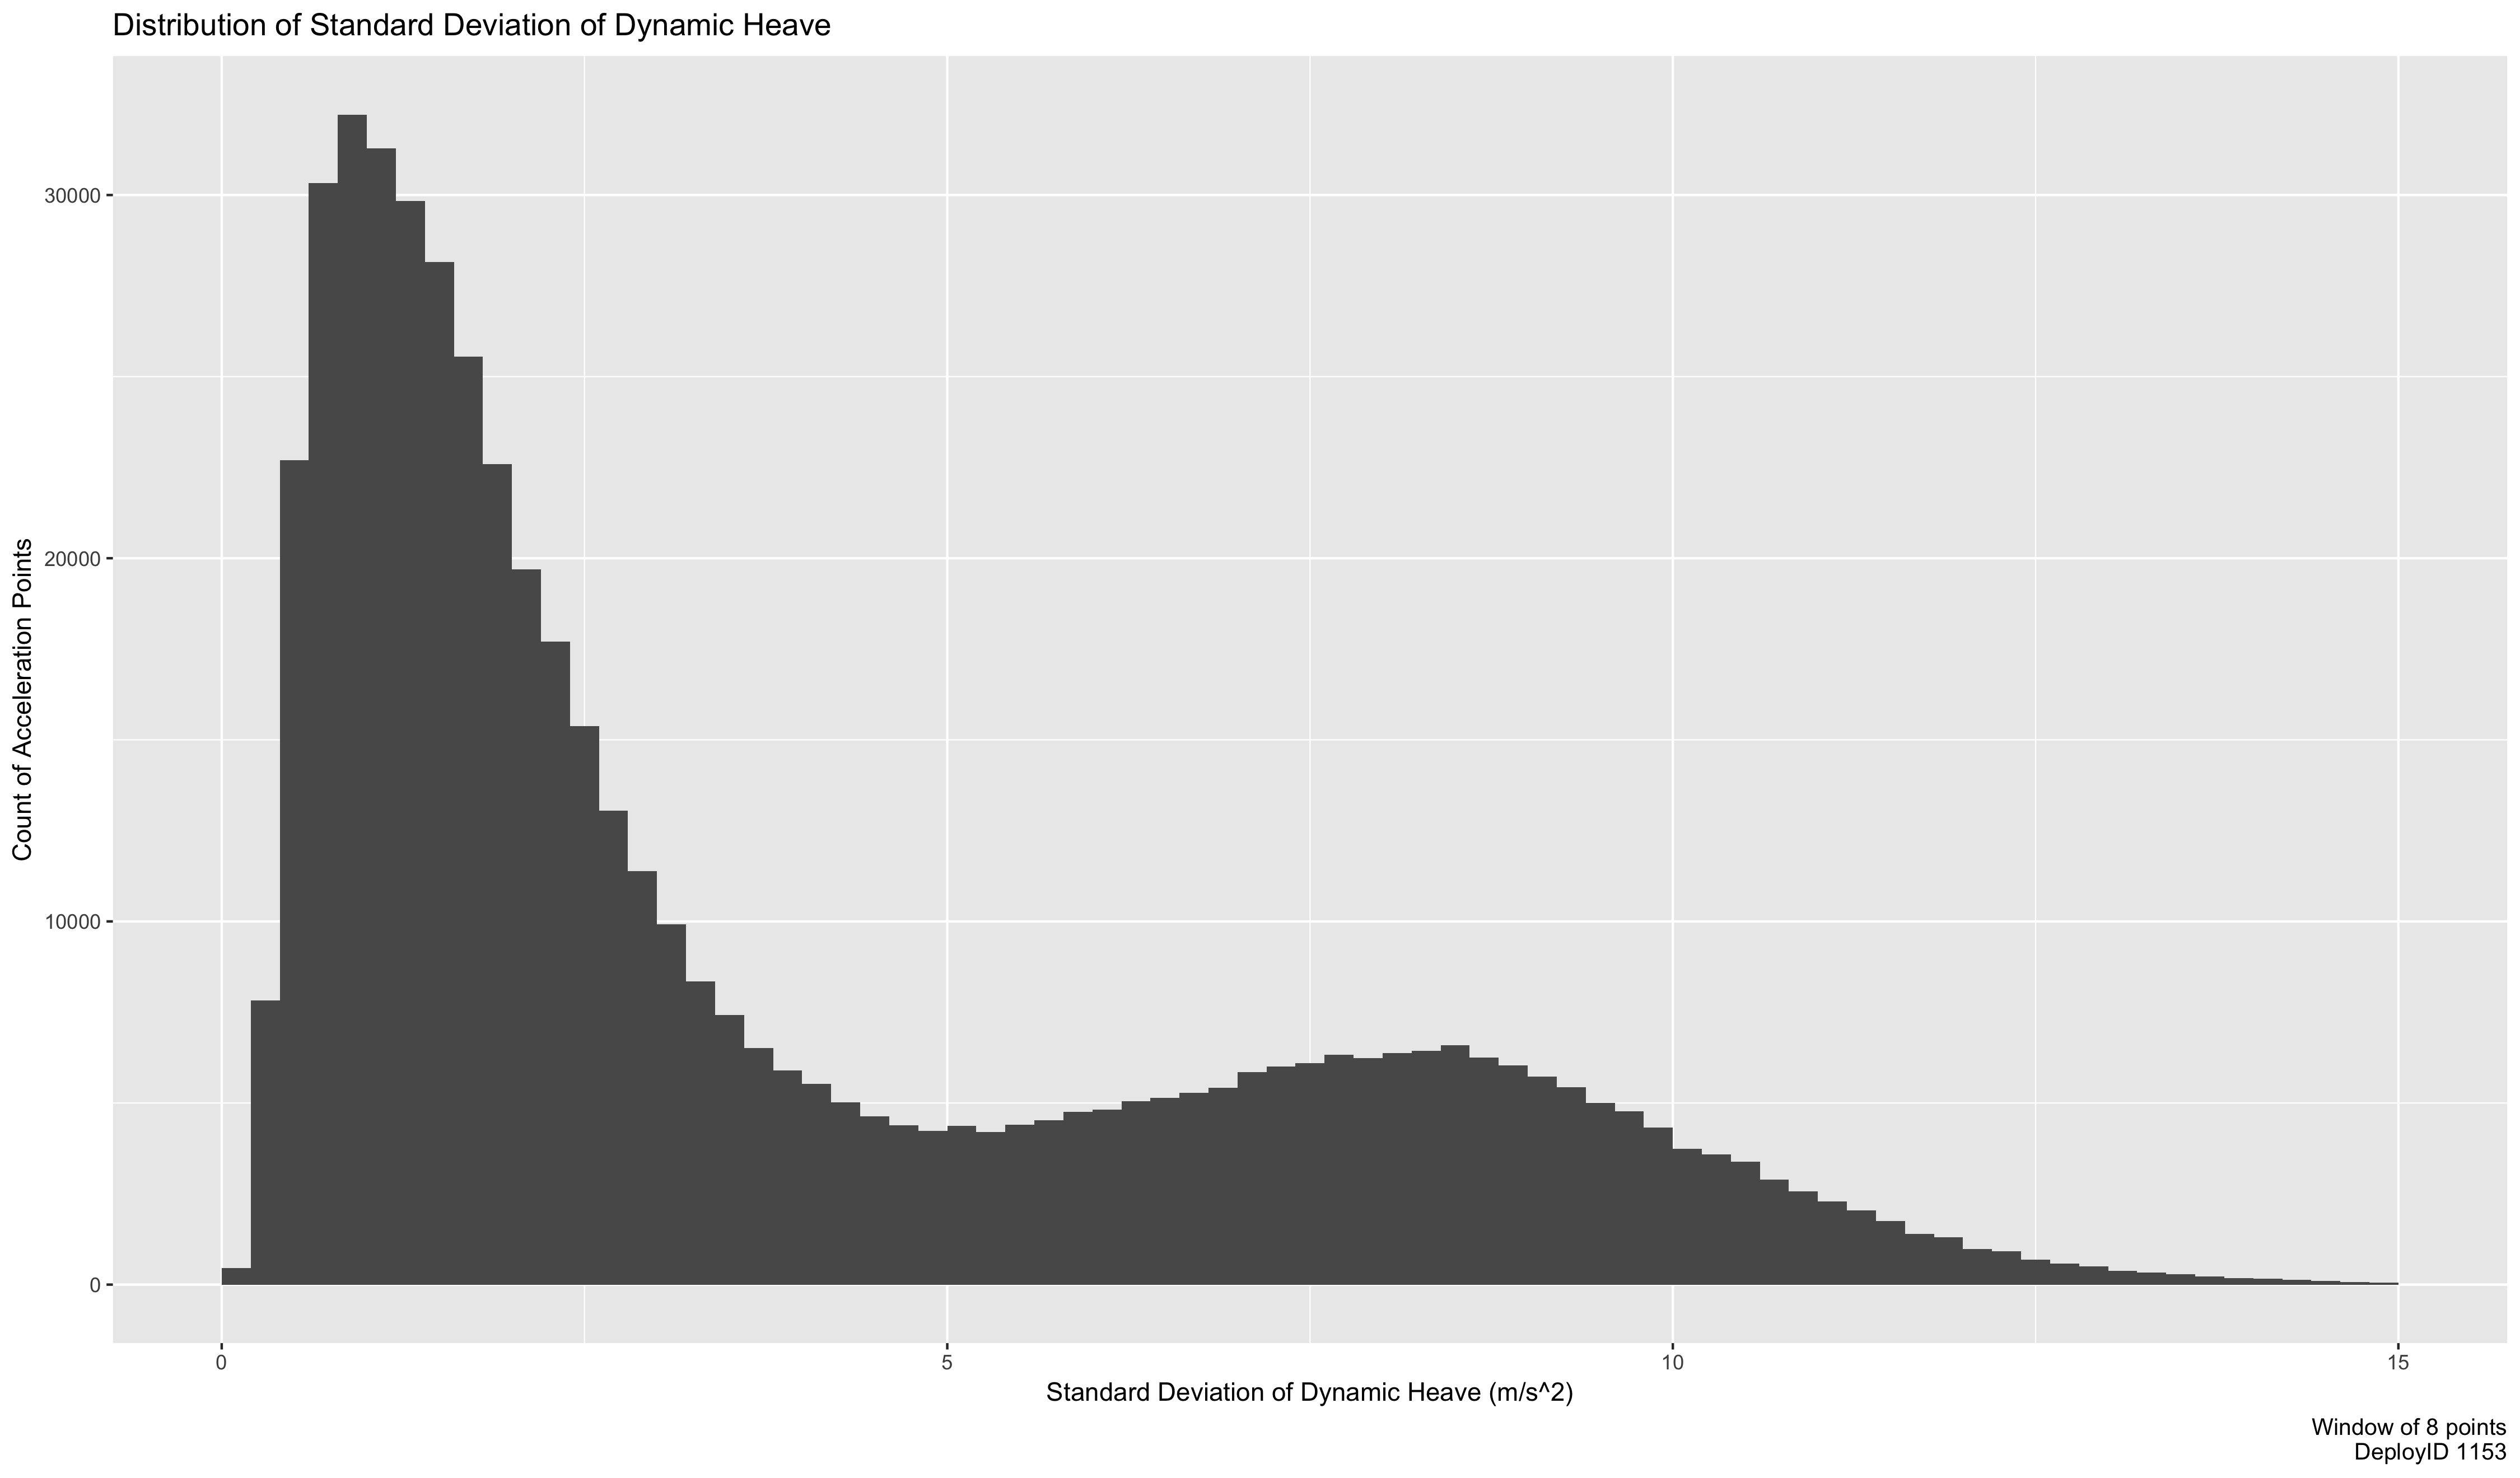 Distribution of Standard Deviation of Dynamic Heave
Count of Acceleration Points
30000
20000
10000
0
0
5
10
15
Standard Deviation of Dynamic Heave (m/s^2)
Window of 8 points
DeployID 1153